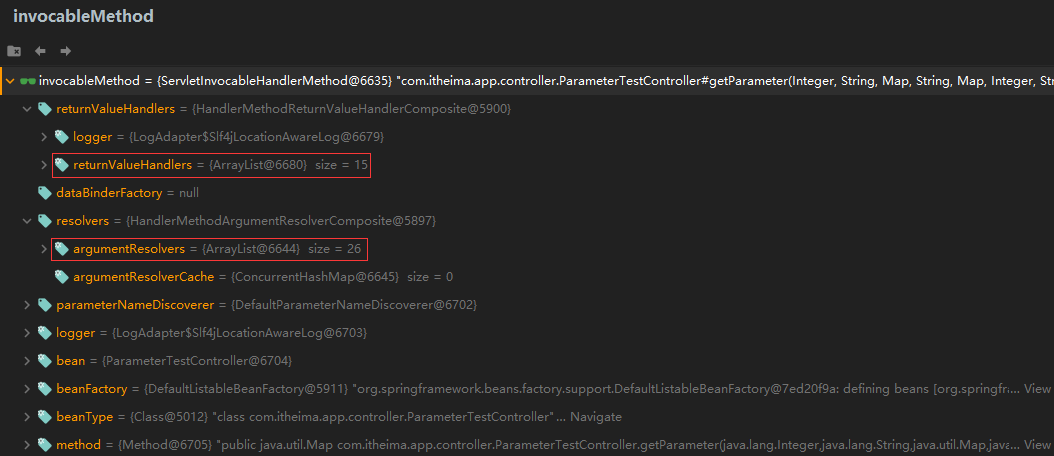 invocableMethod
invocableMethod = {ServletInvocableHandlerMethod@6635} "com.itheima.app.controller.ParameterTestController#getParameter(Integer, String, Map, String, Map, Integer, St
returnValueHandlers = {HandlerMethodReturnValueHandlerComposite@5900}
logger = {LogAdapter$Slf4jLocationAwareLog@6679}
returnValueHandlers = {ArrayList@6680} size = 15
dataBinderFactory = null
resolvers = {HandlerMethodArgumentResolverComposite@5897}
argumentResolvers = {ArrayList@6644} size = 26
argumentResolverCache = {ConcurrentHashMap@6645} size = 0
parameterNameDiscoverer = {DefaultParameterNameDiscoverer@6702}
logger = {LogAdapter$Slf4jLocationAwareLog@6703}
bean = {ParameterTestController@6704}
beanFactory = {DefaultListableBeanFactory@5911} "org.springframework.beans.factory.support.DefaultListableBeanFactory@7ed20f9a: defining beans [org.springfra... View
beanType = {Class@5012} "class com.itheima.app.controller.ParameterTestController"... Navigate
method = {Method@6705} "public java.util.Map com.itheima.app.controller.ParameterTestController.getParameter(java.lang.Integer,java.lang.String,java.util.Map,java... View